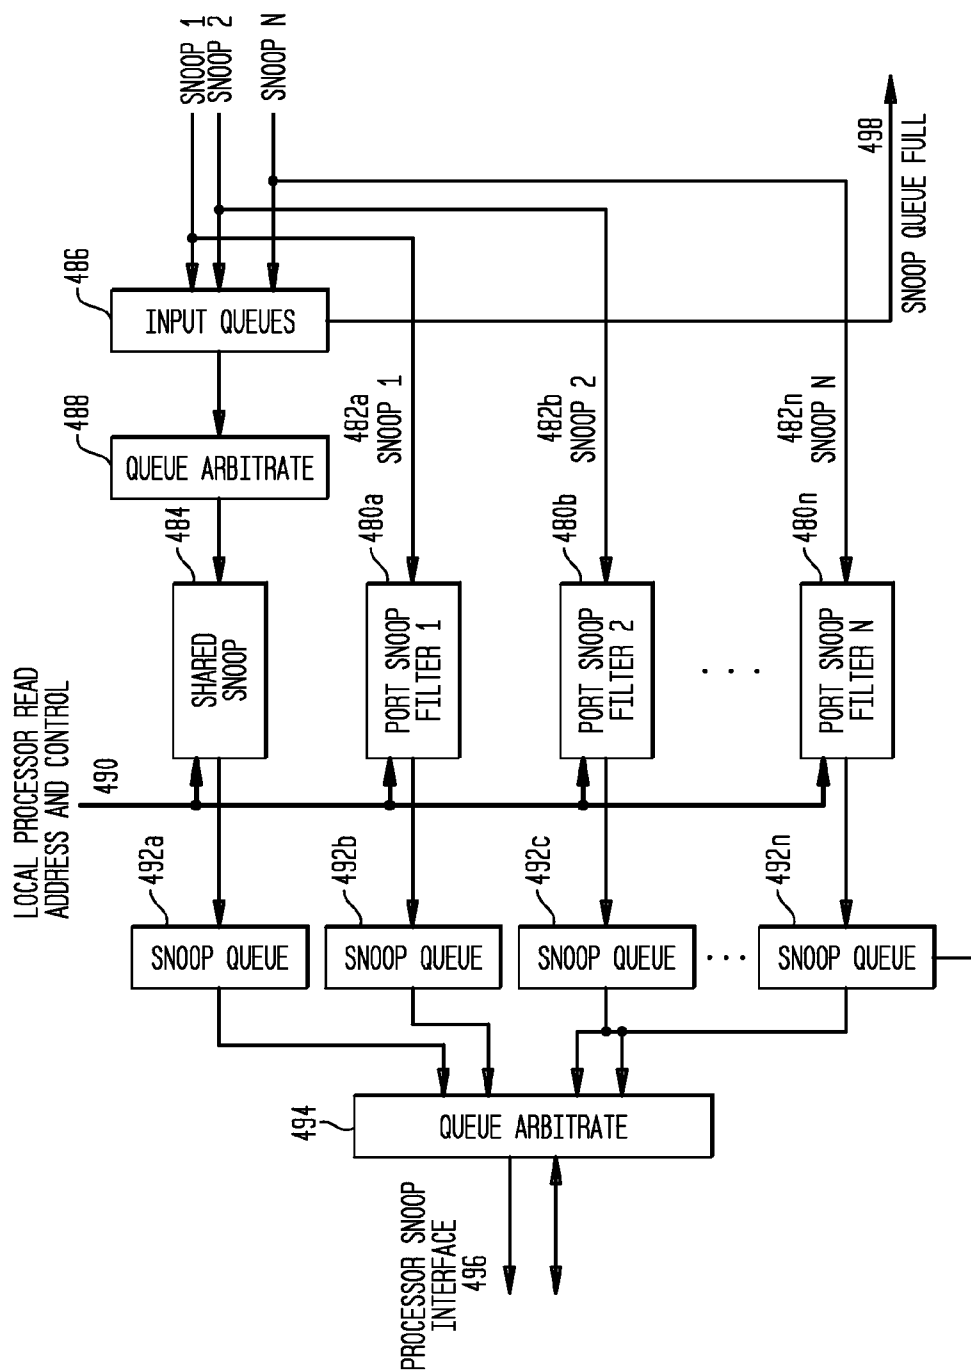 SNOOP 1
SNOOP 2
SNOOP N
486
INPUT QUEUES
498
SNOOP QUEUE FULL
488
QUEUE ARBITRATE
482a
SNOOP 1
482b
SNOOP 2
482n
SNOOP N
484
SHARED
SNOOP
480a
PORT SNOOP
FILTER 1
480b
PORT SNOOP
FILTER 2
. . .
480n
PORT SNOOP
FILTER N
LOCAL PROCESSOR READ
ADDRESS AND CONTROL
490
492a
SNOOP QUEUE
492b
SNOOP QUEUE
492c
SNOOP QUEUE
. . .
492n
SNOOP QUEUE
494
QUEUE ARBITRATE
PROCESSOR SNOOP
INTERFACE
496